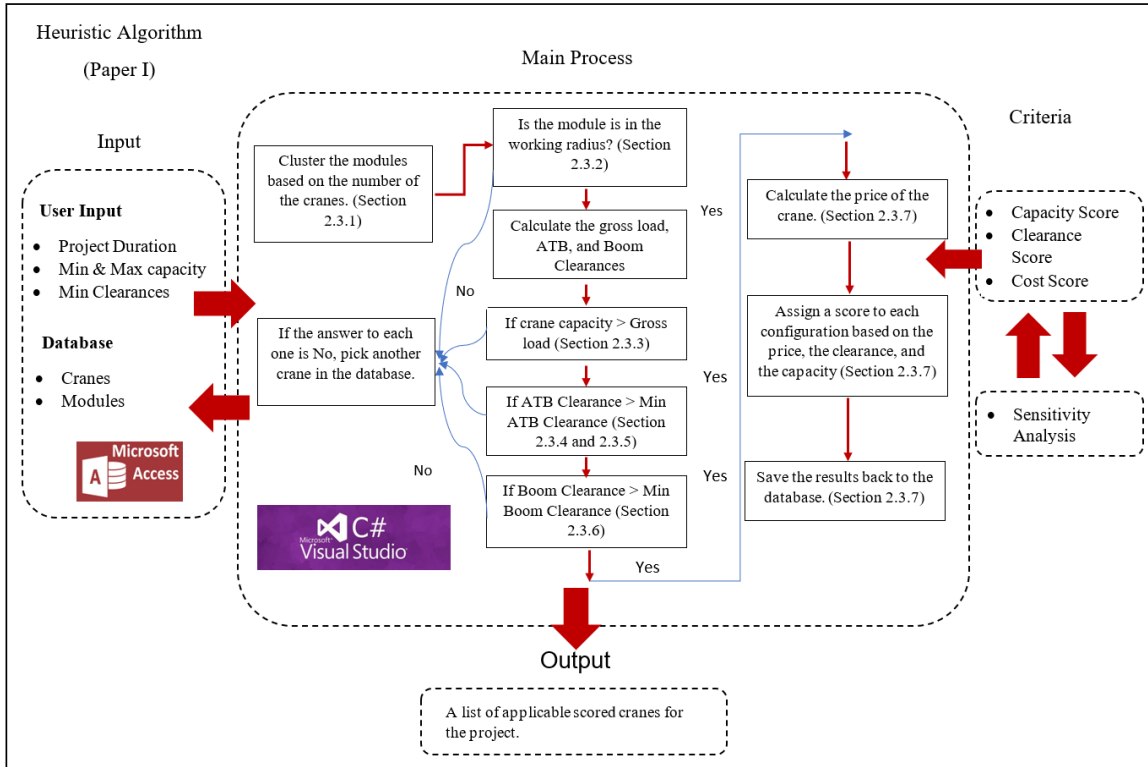 Heuristic Algorithm
(Paper I)
Main Process
Input
User Input
• Project Duration
• Min & Max capacity
• Min Clearances
Database
• Cranes
• Modules
Microsoft
Access
A
Cluster the modules
based on the number of
the cranes. (Section
2.3.1)
If the answer to each
one is No, pick another
crane in the database.
C#
Microsoft
Visual Studio
Is the module is in the
working radius? (Section
2.3.2)
Calculate the gross load,
ATB, and Boom
Clearances
No
If crane capacity > Gross
load (Section 2.3.3)
If ATB Clearance > Min
ATB Clearance (Section
2.3.4 and 2.3.5)
No
If Boom Clearance > Min
Boom Clearance (Section
2.3.6)
Yes
Yes
Yes
Yes
Calculate the price of the
crane. (Section 2.3.7)
Assign a score to each
configuration based on the
price, the clearance, and
the capacity (Section 2.3.7)
Save the results back to the
database. (Section 2.3.7)
Criteria
• Capacity Score
• Clearance
Score
• Cost Score
• Sensitivity
Analysis
Output
A list of applicable scored cranes for
the project.